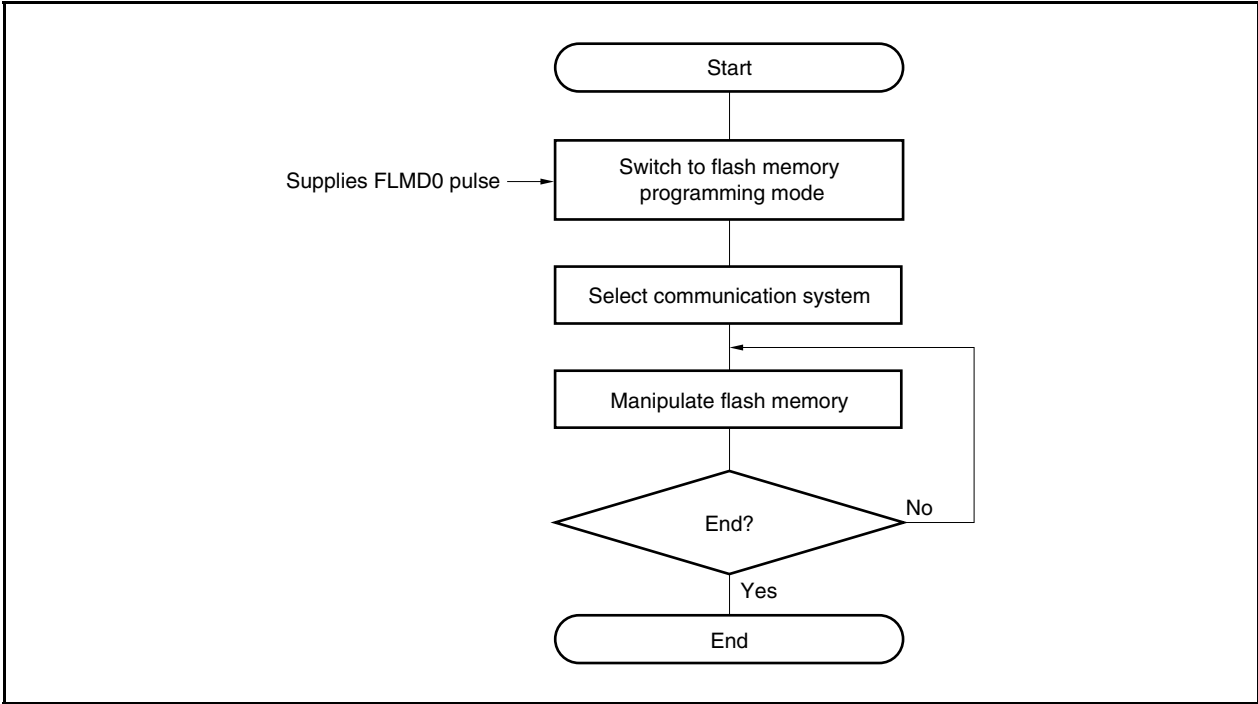 Start
Supplies FLMD0 pulse
Switch to flash memory
programming mode
Select communication system
Manipulate flash memory
End?
No
Yes
End